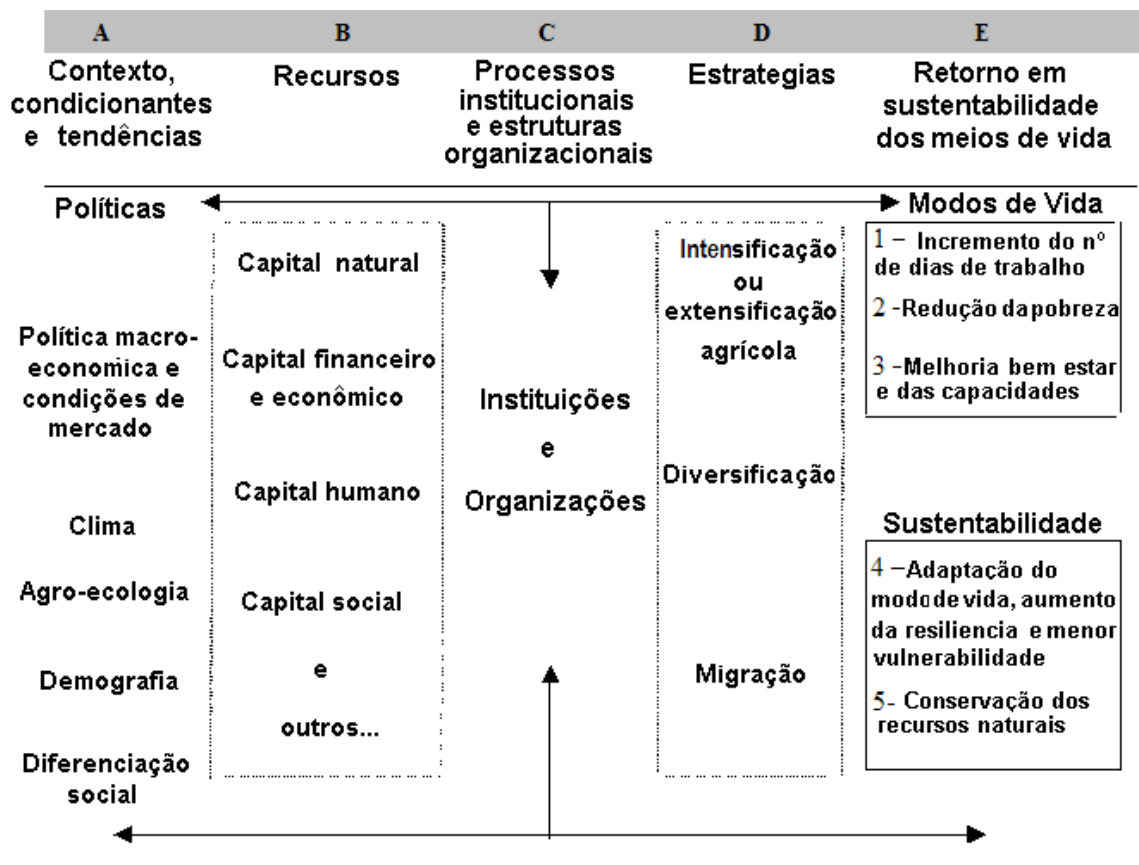 A
B
C
D
E
Contexto,
condicionantes
e tendências
Recursos
Processos
institucionais
e estruturas
organizacionais
Estrategias
Retorno em
sustentabilidade
dos meios de vida
Políticas
Política macro-
economica e
condições de
mercado
Clima
Agro-ecologia
Demografia
Diferenciação
social
Capital natural
Capital financeiro
e econômico
Capital humano
Capital social
e
outros...
Instituições
e
Organizações
Intensificação
ou
extensificação
agrícola
Diversificação
Migração
Modos de Vida
1 – Incremento do nº
de dias de trabalho
2 -Redução dapobreza
3 –Melhoria bem estar
e das capacidades
Sustentabilidade
4 –Adaptação do
modo de vida, aumento
da resiliencia e menor
vulnerabilidade
5- Conservação dos
recursos naturais